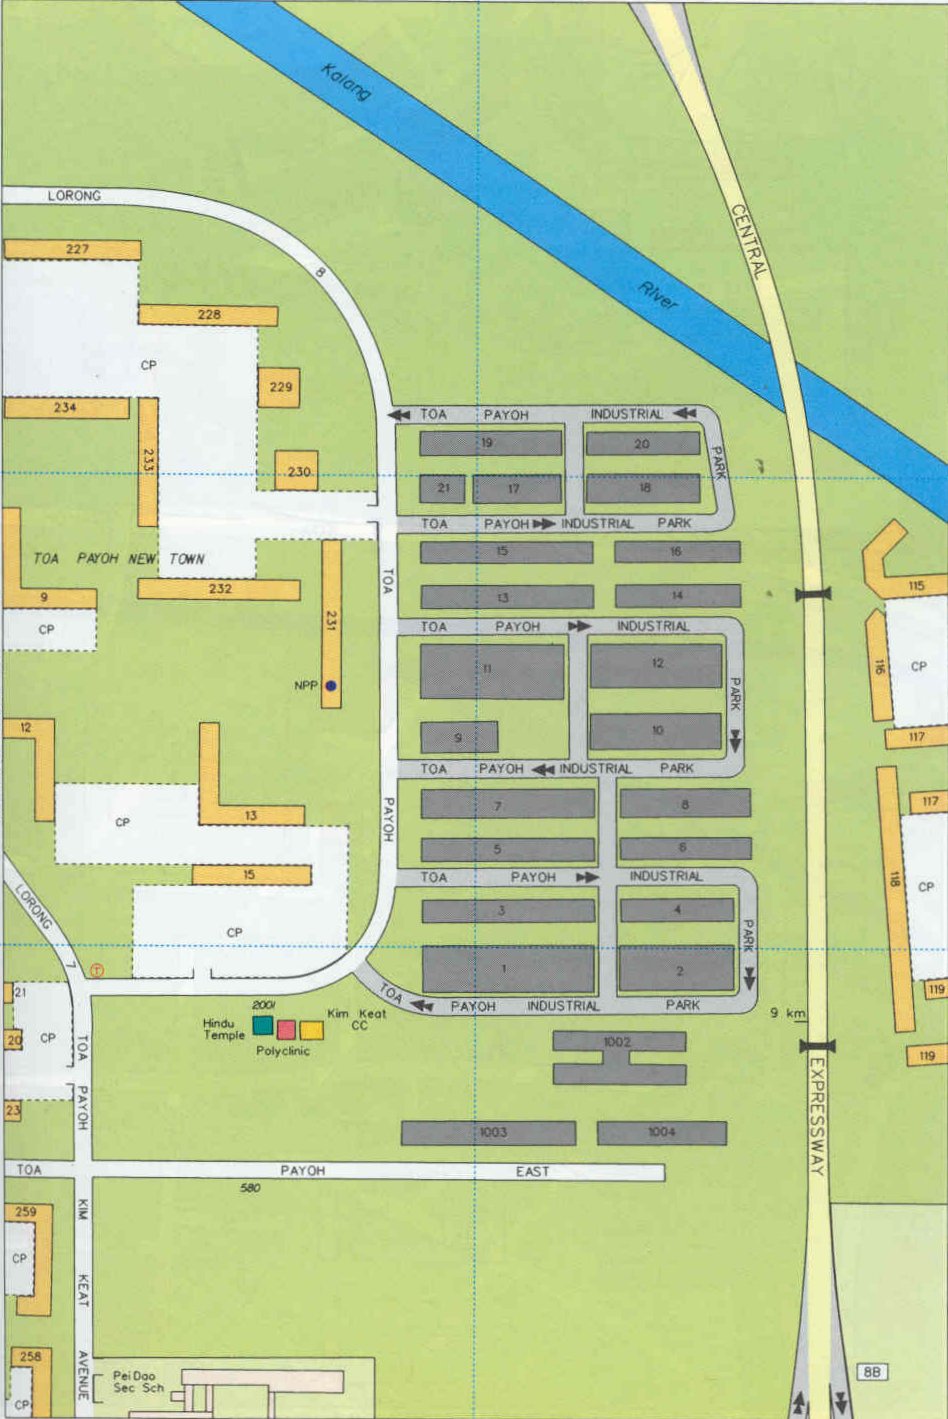 Kalang
LORONG
CENTRAL
227
8
River
228
CP
229
234
TOA PAYOH INDUSTRIAL
PARK
19
20
233
230
21
17
18
TOA PAYOH INDUSTRIAL PARK
15
16
TOA PAYOH NEW TOWN
TOA
232
13
14
115
9
231
CP
TOA PAYOH INDUSTRIAL
PARK
11
12
116
CP
NPP
12
9
10
117
TOA PAYOH INDUSTRIAL PARK
PAYOH
7
8
117
13
CP
5
6
15
TOA PAYOH INDUSTRIAL
PARK
118
CP
LORONG
7
3
4
CP
1
2
119
21
T
TOA PAYOH INDUSTRIAL PARK
2001
Hindu
Temple
Kim Keat
CC
Polyclinic
9 km
20
CP
TOA
PAYOH
1002
119
EXPRESSWAY
23
1003
1004
TOA PAYOH EAST
580
259
KIM
KEAT
AVENUE
CP
258
CP
Pei Dao
Sec Sch
8B